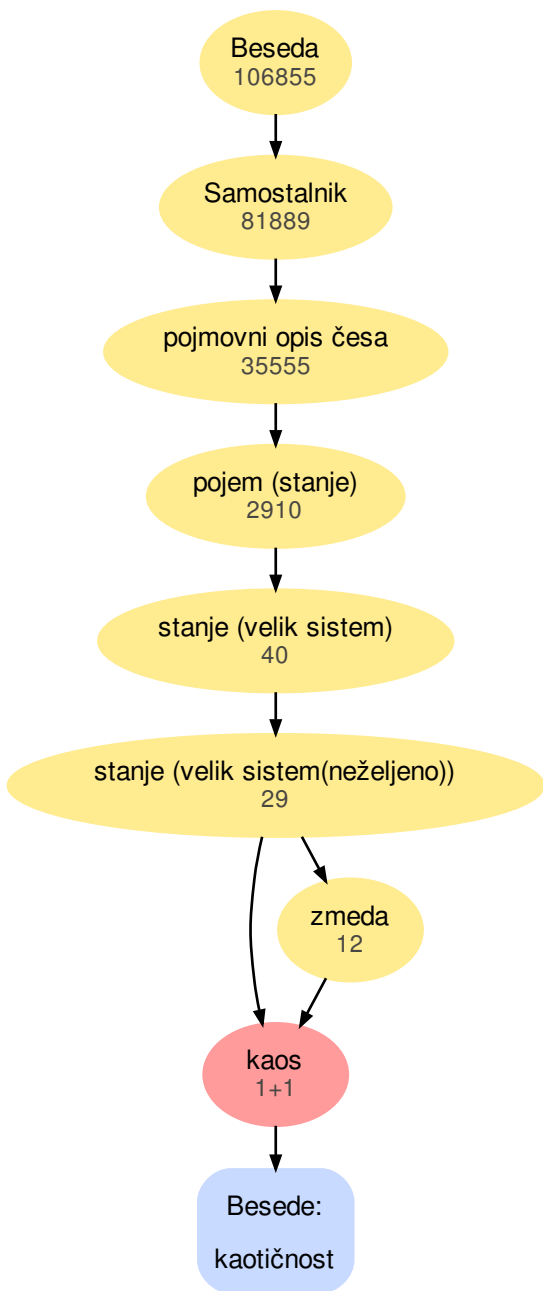 Beseda
106855
Samostalnik
81889
pojmovni opis česa
35555
pojem (stanje)
2910
stanje (velik sistem)
40
stanje (velik sistem(neželjeno))
29
zmeda
12
kaos
1+1
Besede:
kaotičnost